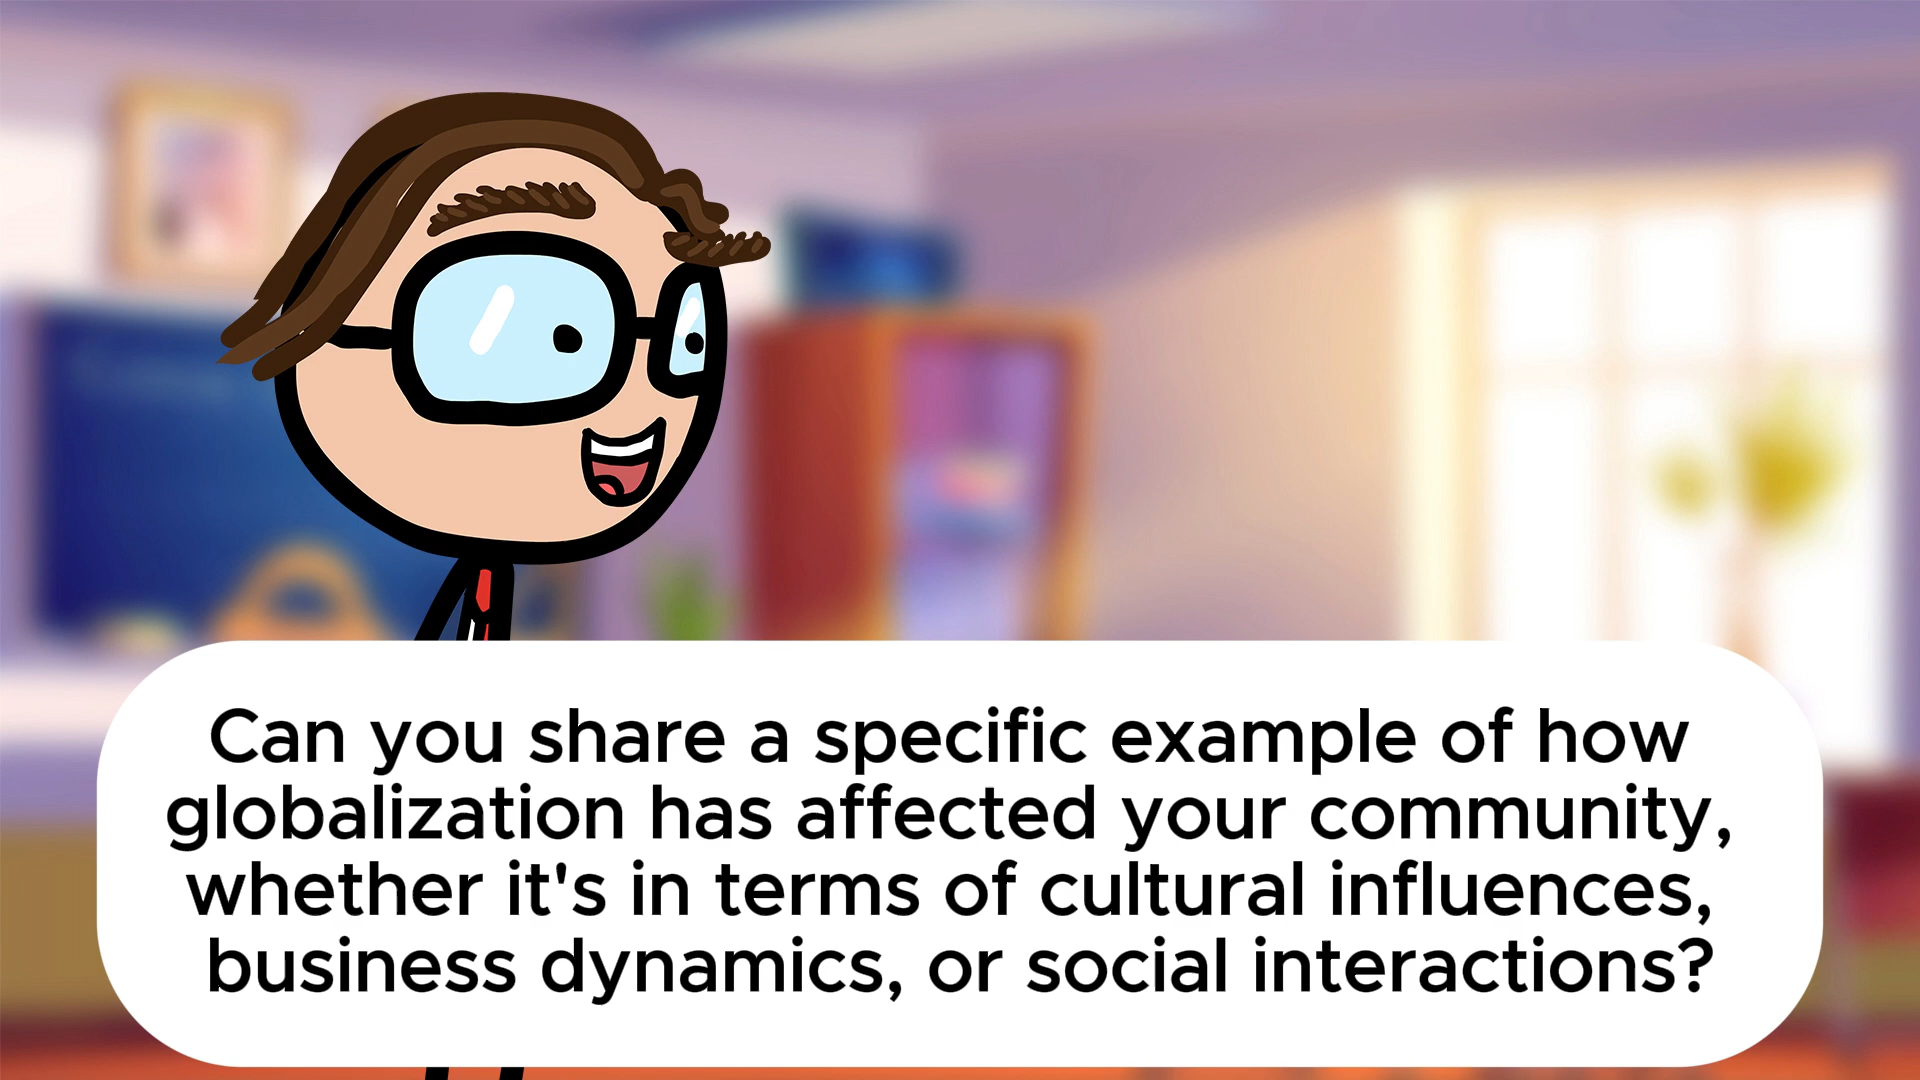 Can you share a specific example of how
globalization has affected your community,
whether it's in terms of cultural influences,
business dynamics, or social interactions?